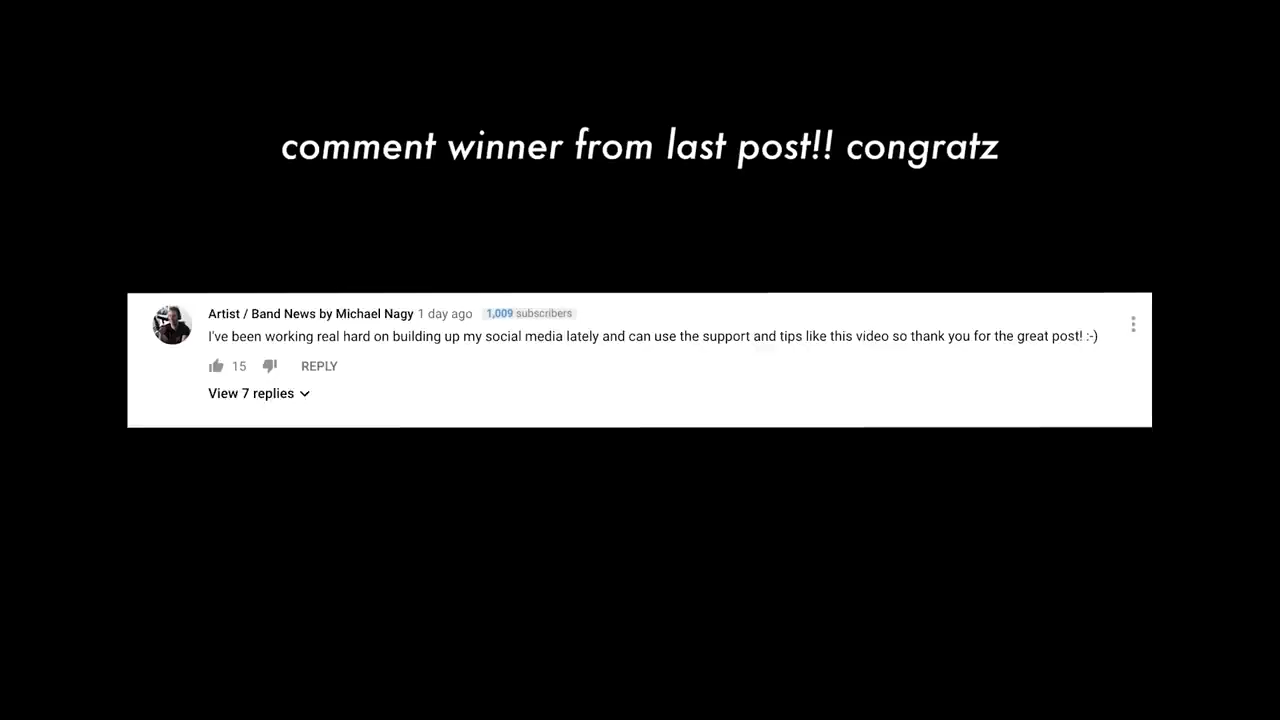 comment winner from last post!! congratz
Artist / Band News by Michael Nagy 1 day ago 1,009 subscribers
I've been working real hard on building up my social media lately and can use the support and tips like this video so thank you for the great post! :-)
15 REPLY
View 7 replies